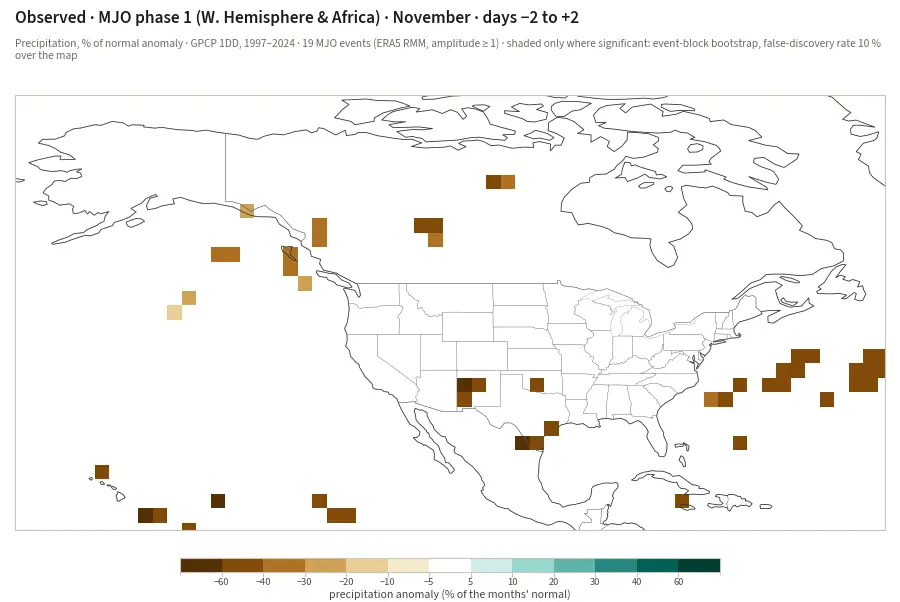 Observed · MJO phase 1 (W. Hemisphere & Africa) · November · days −2 to +2
Precipitation, % of normal anomaly · GPCP 1DD, 1997–2024 · 19 MJO events (ERA5 RMM, amplitude ≥ 1) · shaded only where significant: event-block bootstrap, false-discovery rate 10 %
over the map
−60 −40 −30 −20 −10 −5 5 10 20 30 40 60
precipitation anomaly (% of the months' normal)